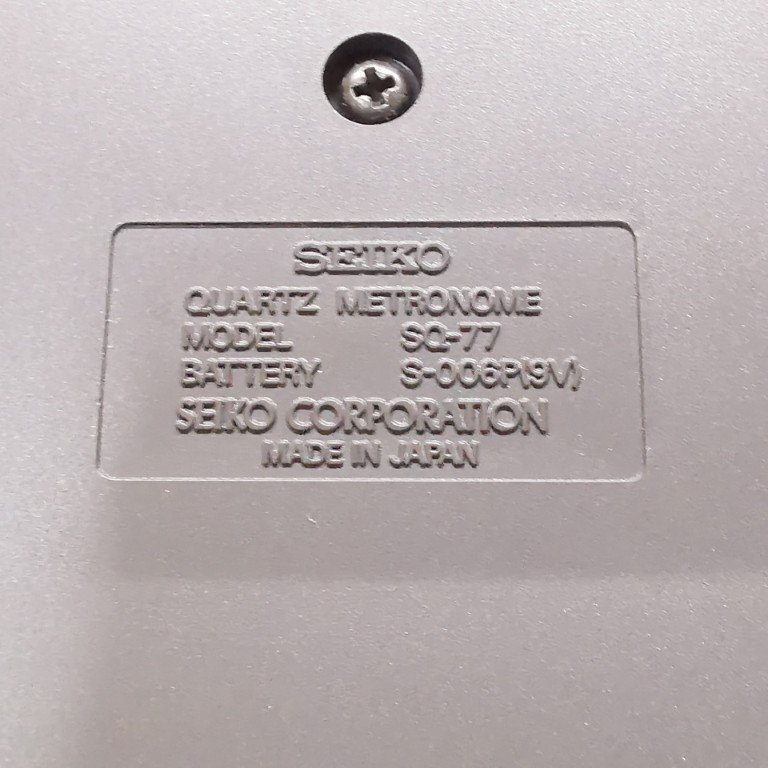 SEIKO
QUARTZ METRONOME
MODEL SQ-77
BATTERY S-006P(9V)
SEIKO CORPORATION
MADE IN JAPAN